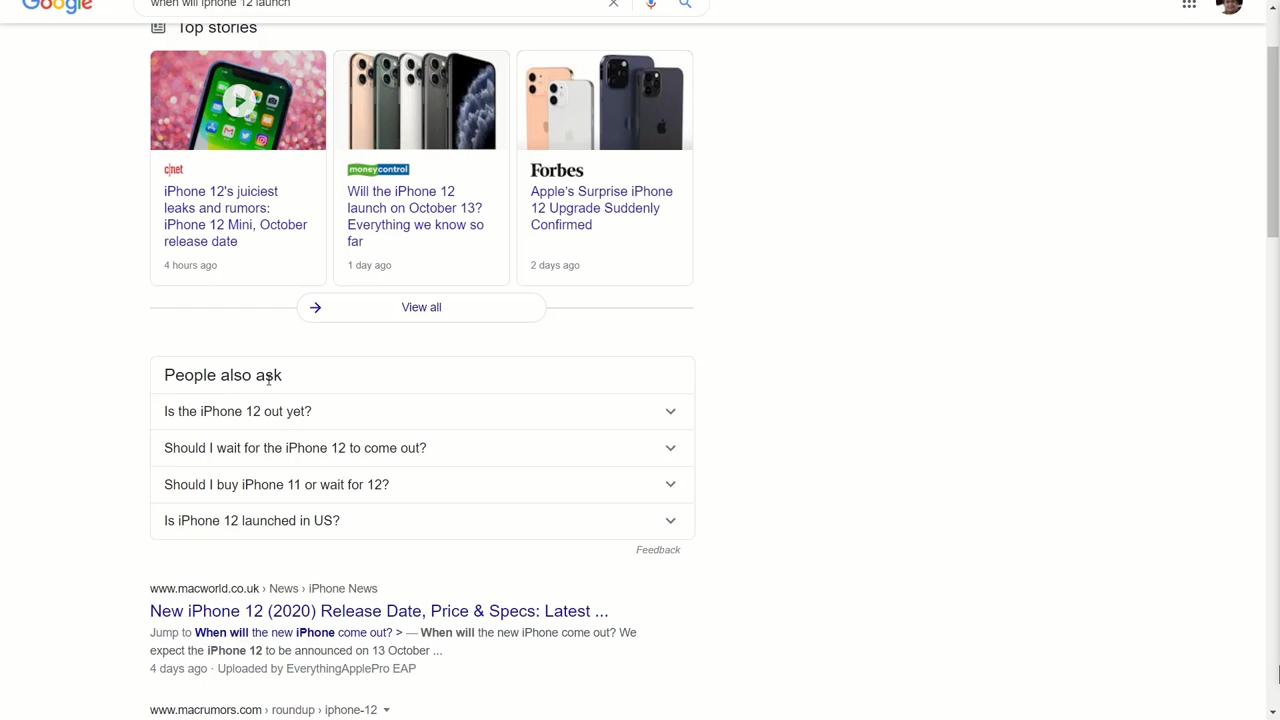 Google
when will iphone 12 launch
Top stories
c|net
iPhone 12's juiciest
leaks and rumors:
iPhone 12 Mini, October
release date
4 hours ago
moneycontrol
Will the iPhone 12
launch on October 13?
Everything we know so
far
1 day ago
Forbes
Apple's Surprise iPhone
12 Upgrade Suddenly
Confirmed
2 days ago
View all
People also ask
Is the iPhone 12 out yet?
Should I wait for the iPhone 12 to come out?
Should I buy iPhone 11 or wait for 12?
Is iPhone 12 launched in US?
Feedback
www.macworld.co.uk › News › iPhone News
New iPhone 12 (2020) Release Date, Price & Specs: Latest ...
Jump to When will the new iPhone come out? > — When will the new iPhone come out? We
expect the iPhone 12 to be announced on 13 October ...
4 days ago · Uploaded by EverythingApplePro EAP
www.macrumors.com › roundup › iphone-12